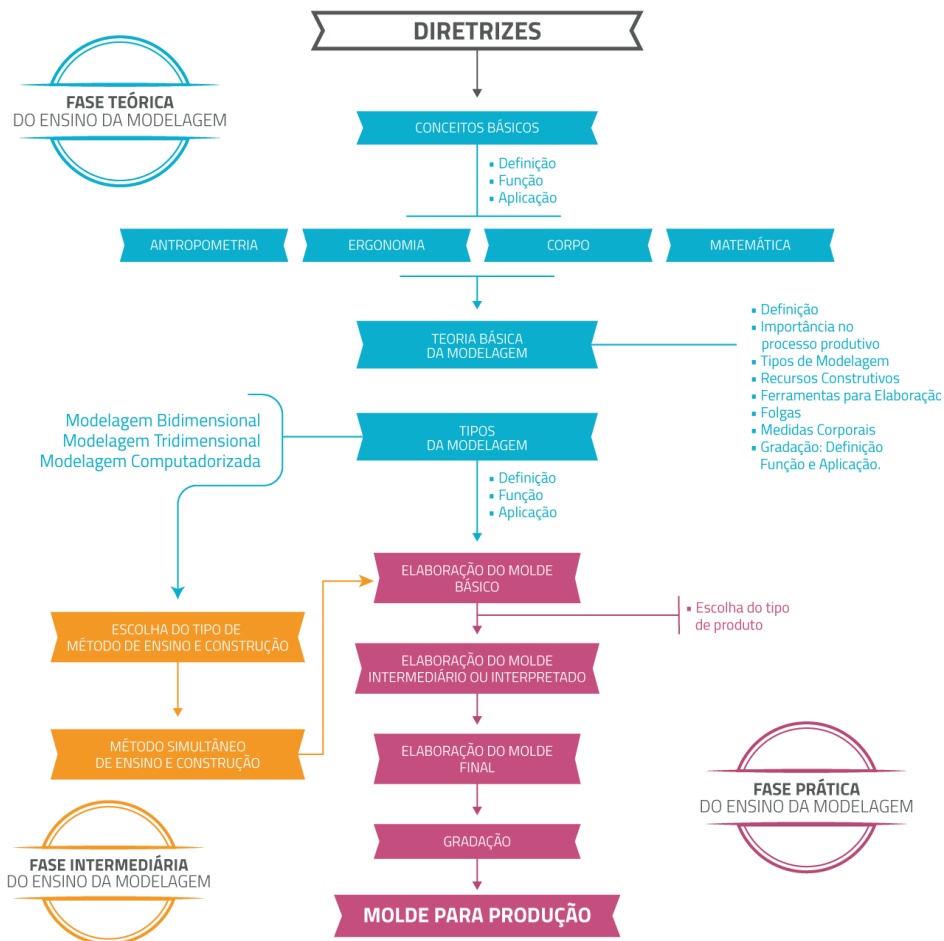 DIRETRIZES
FASE TEÓRICA
DO ENSINO DA MODELAGEM
CONCEITOS BÁSICOS
▪ Definição
▪ Função
▪ Aplicação
ANTROPOMETRIA
ERGONOMIA
CORPO
MATEMÁTICA
TEORIA BÁSICA
DA MODELAGEM
▪ Definição
▪ Importância no
processo produtivo
▪ Tipos de Modelagem
▪ Recursos Construtivos
▪ Ferramentas para Elaboração
▪ Folgas
▪ Medidas Corporais
▪ Gradação: Definição
Função e Aplicação.
Modelagem Bidimensional
Modelagem Tridimensional
Modelagem Computadorizada
TIPOS
DA MODELAGEM
▪ Definição
▪ Função
▪ Aplicação
ESCOLHA DO TIPO DE
MÉTODO DE ENSINO E CONSTRUÇÃO
MÉTODO SIMULTÂNEO
DE ENSINO E CONSTRUÇÃO
FASE INTERMEDIÁRIA
DO ENSINO DA MODELAGEM
ELABORAÇÃO DO MOLDE
BÁSICO
▪ Escolha do tipo
de produto
ELABORAÇÃO DO MOLDE
INTERMEDIÁRIO OU INTERPRETADO
ELABORAÇÃO DO MOLDE
FINAL
GRADAÇÃO
MOLDE PARA PRODUÇÃO
FASE PRÁTICA
DO ENSINO DA MODELAGEM